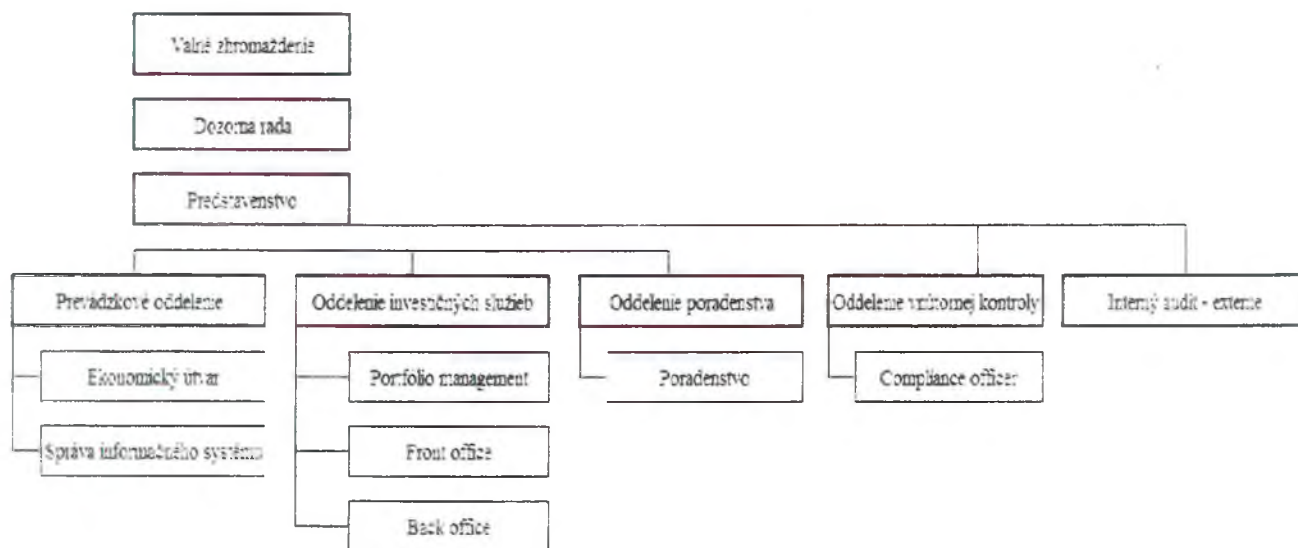 Valné zhromaždenie
Dozorná rada
Predstavenstvo
Prevádzkové oddelenie
Oddelenie investičných služieb
Oddelenie poradenstva
Oddelenie vnútornej kontroly
Interný audit - externe
Ekonomický útvar
Portfolio management
Poradenstvo
Compliance officer
Správa informačného systému
Front office
Back office